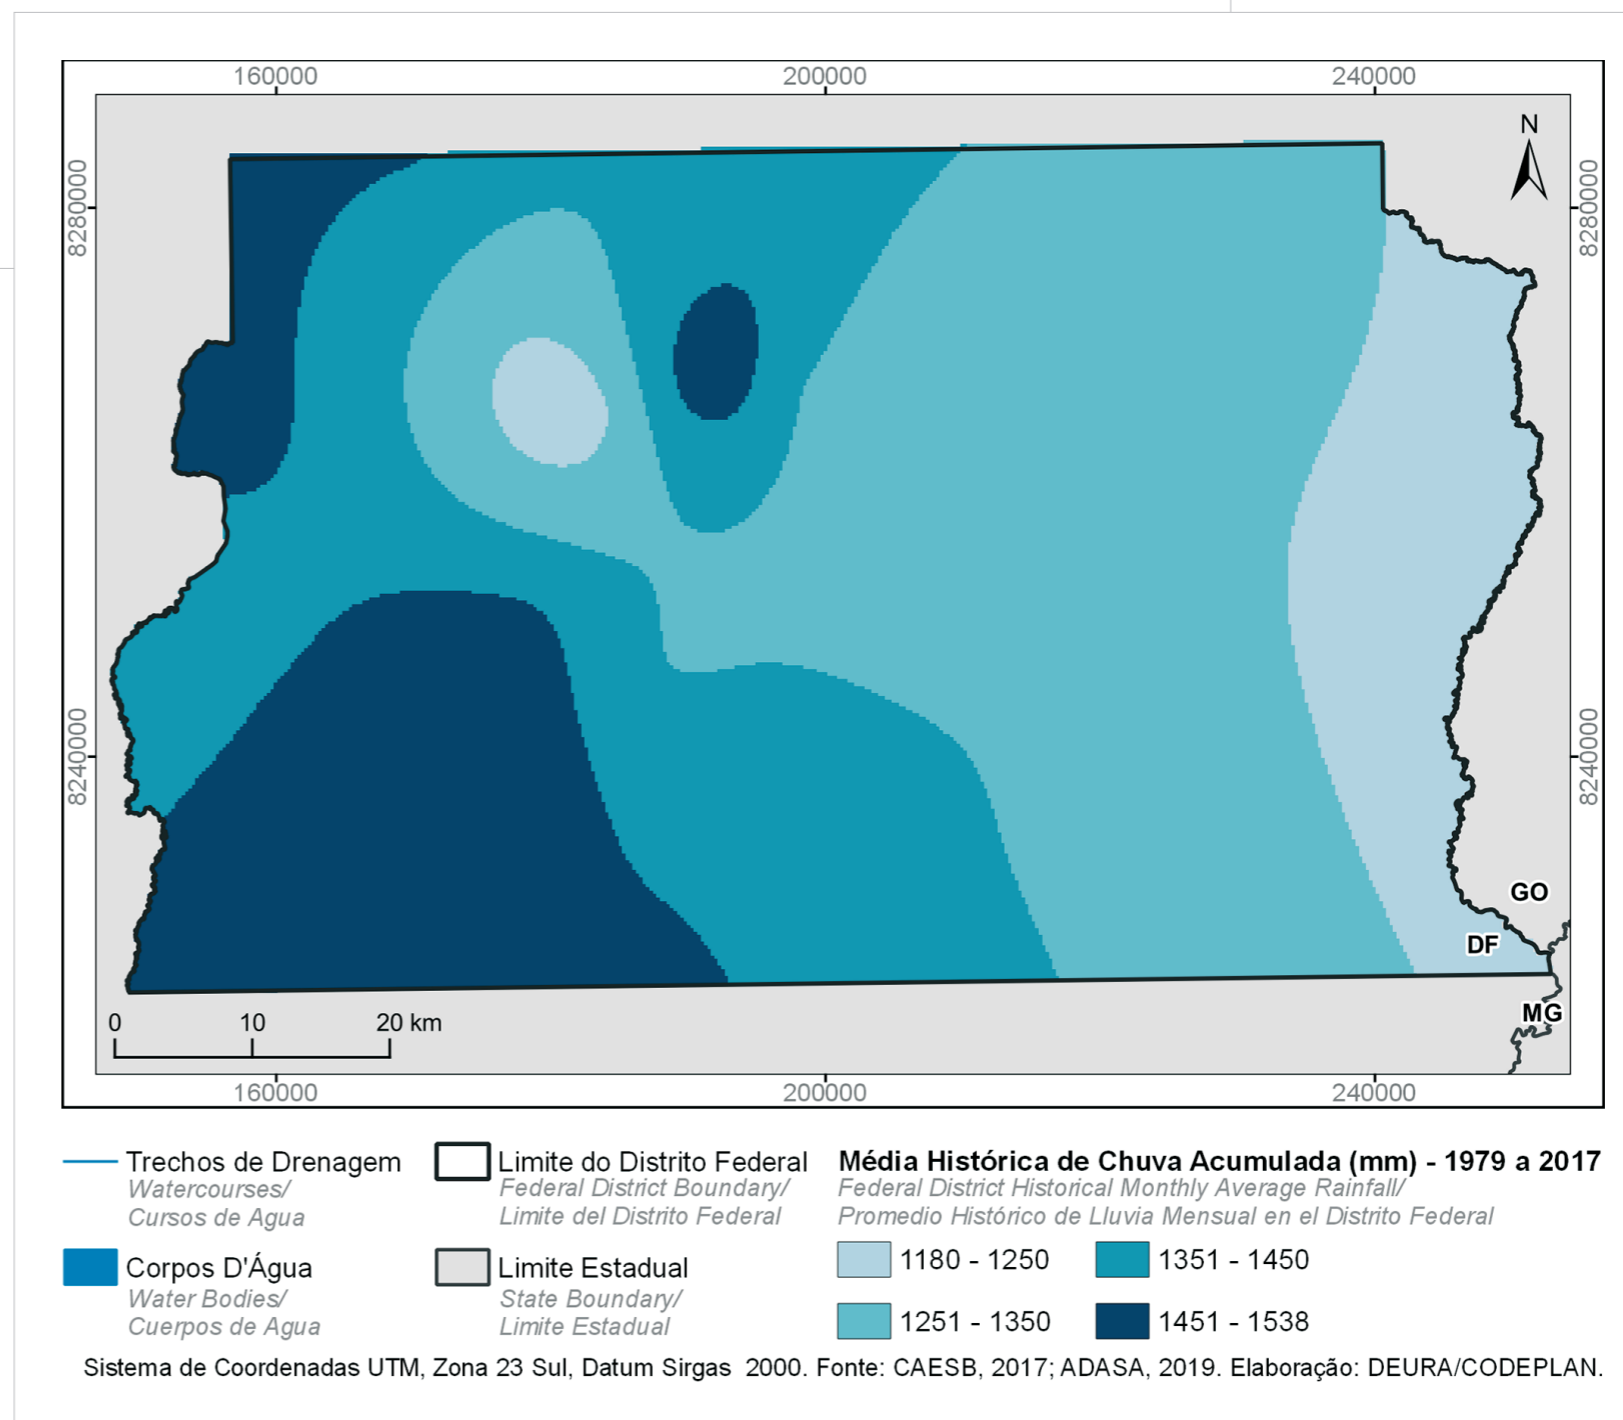 160000 200000 240000
N
8280000 8280000
8240000 8240000
GO
DF
MG
0 10 20 km
160000 200000 240000
Trechos de Drenagem
Watercourses/
Cursos de Agua
Corpos D'Água
Water Bodies/
Cuerpos de Agua
Limite do Distrito Federal
Federal District Boundary/
Limite del Distrito Federal
Limite Estadual
State Boundary/
Limite Estadual
Média Histórica de Chuva Acumulada (mm) - 1979 a 2017
Federal District Historical Monthly Average Rainfall/
Promedio Histórico de Lluvia Mensual en el Distrito Federal
1180 - 1250
1251 - 1350
1351 - 1450
1451 - 1538
Sistema de Coordenadas UTM, Zona 23 Sul, Datum Sirgas 2000. Fonte: CAESB, 2017; ADASA, 2019. Elaboração: DEURA/CODEPLAN.